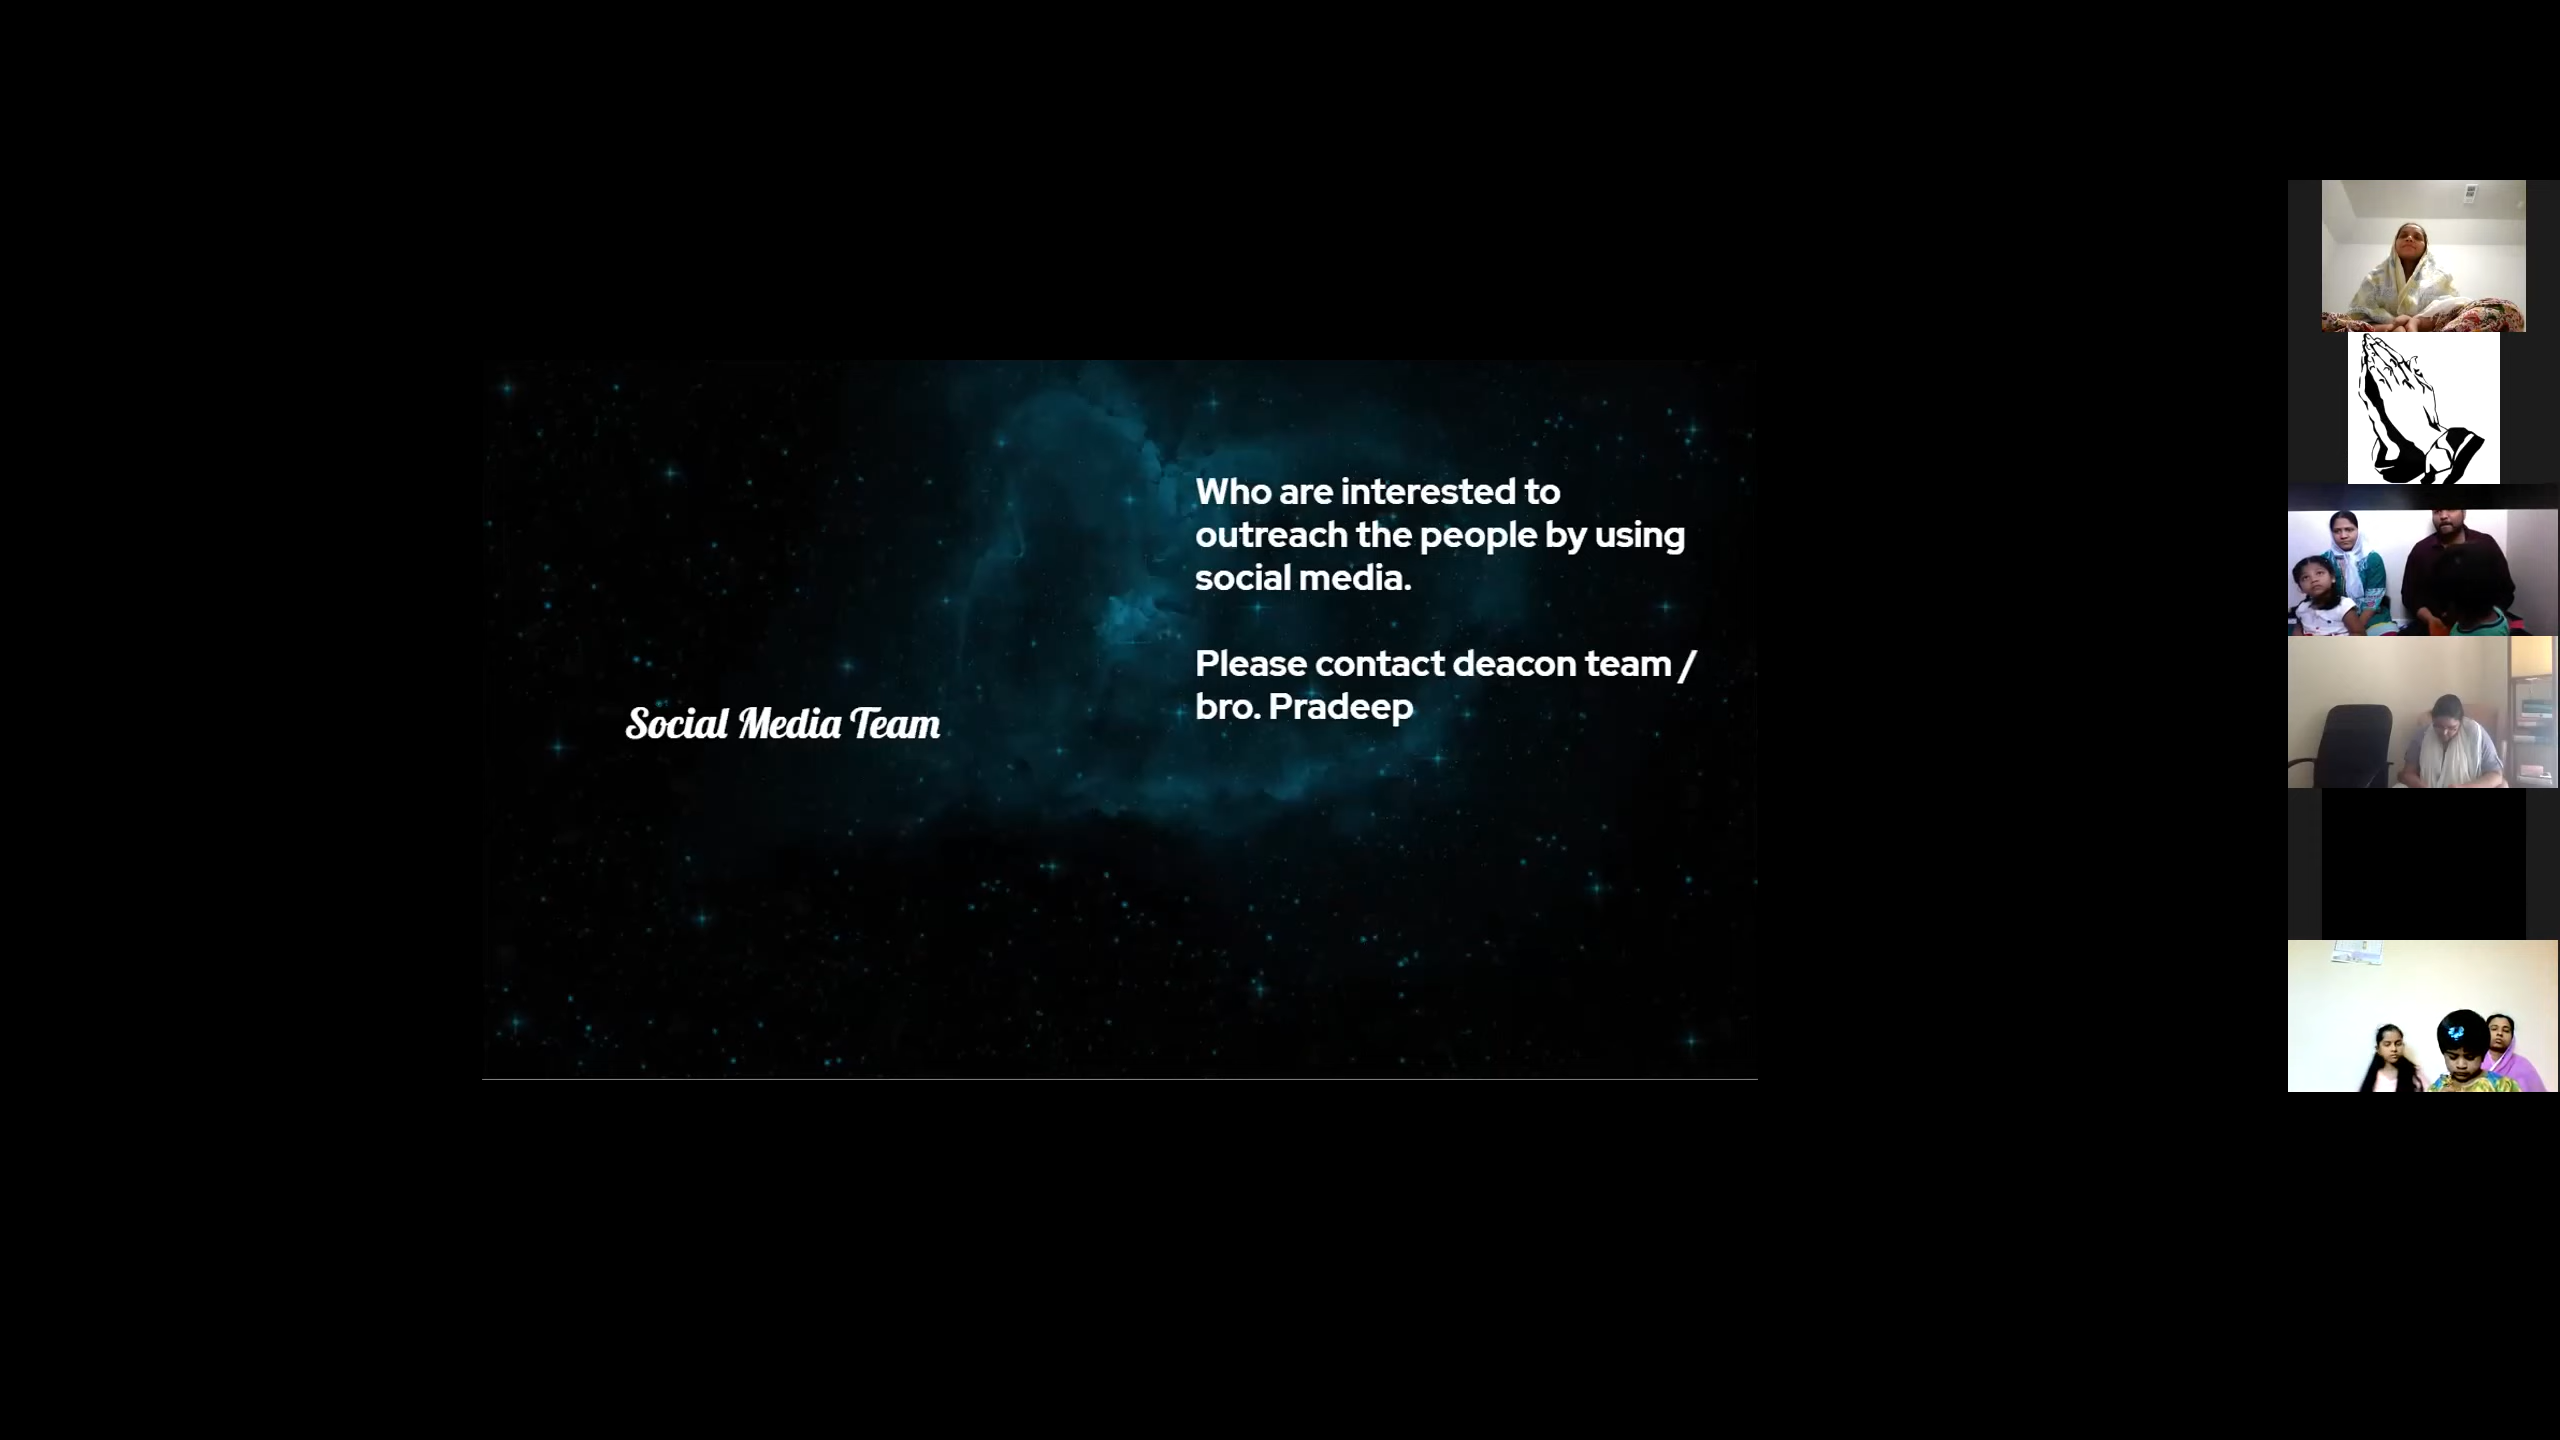 Social Media Team
Who are interested to
outreach the people by using
social media.
Please contact deacon team /
bro. Pradeep